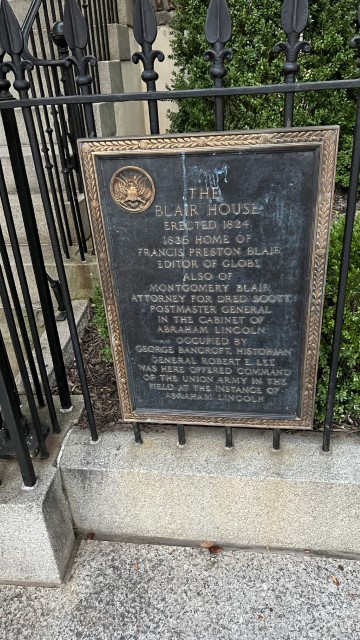 THE
BLAIR HOUSE
ERECTED 1824
1836 HOME OF
FRANCIS PRESTON BLAIR
EDITOR OF GLOBE
ALSO OF
MONTGOMERY BLAIR
ATTORNEY FOR DRED SCOTT
POSTMASTER GENERAL
IN THE CABINET OF
ABRAHAM LINCOLN
OCCUPIED BY
GEORGE BANCROFT, HISTORIAN
GENERAL ROBERT E. LEE
WAS HERE OFFERED COMMAND
OF THE UNION ARMY IN THE
FIELD, AT THE INSTANCE OF
ABRAHAM LINCOLN